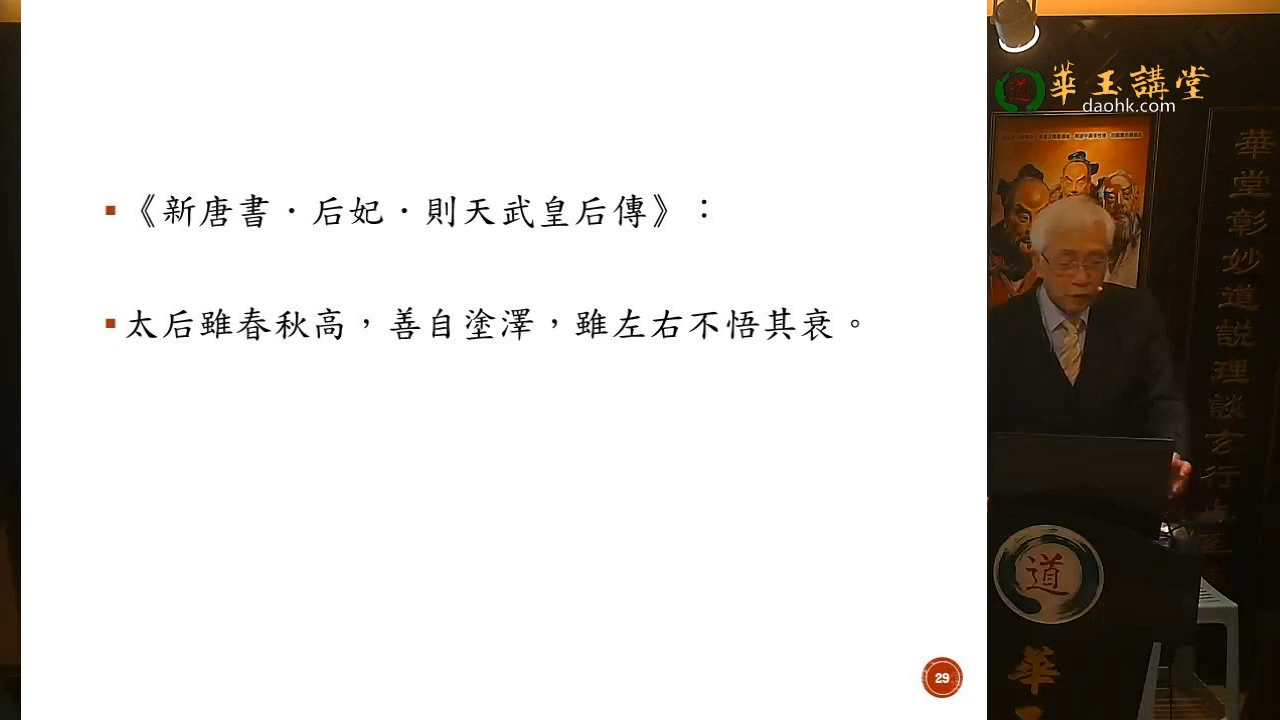 《新唐書·后妃·則天武皇后傳》：
太后雖春秋高，善自塗澤，雖左右不悟其衰。
29
道
華玉講堂
daohk.com
華堂彰妙道説理談玄行
道
華